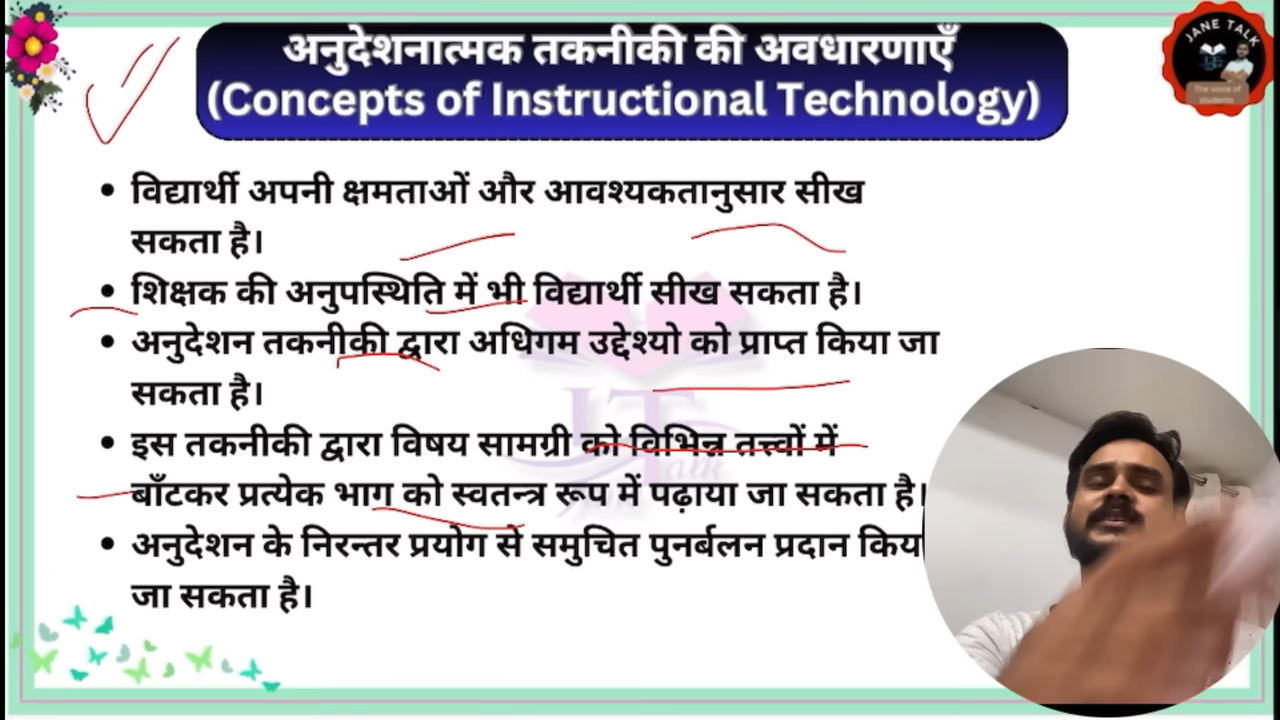 अनुदेशनात्मक तकनीकी की अवधारणाएँ
(Concepts of Instructional Technology)
JANE TALK
The voice of
students
• विद्यार्थी अपनी क्षमताओं और आवश्यकतानुसार सीख
सकता है।
• शिक्षक की अनुपस्थिति में भी विद्यार्थी सीख सकता है।
• अनुदेशन तकनीकी द्वारा अधिगम उद्देश्यो को प्राप्त किया जा
सकता है।
• इस तकनीकी द्वारा विषय सामग्री को विभिन्न तत्त्वों में
बाँटकर प्रत्येक भाग को स्वतन्त्र रूप में पढ़ाया जा सकता है।
• अनुदेशन के निरन्तर प्रयोग से समुचित पुनर्बलन प्रदान किय
जा सकता है।